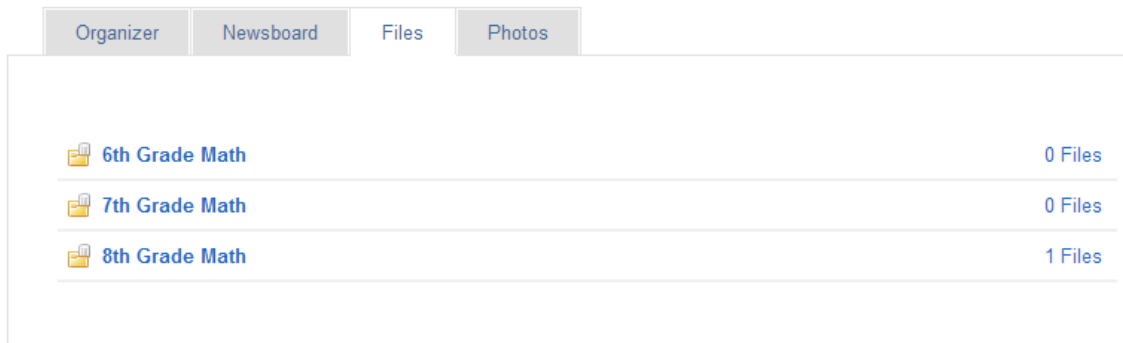 Organizer Newsboard Files Photos
6th Grade Math 0 Files
7th Grade Math 0 Files
8th Grade Math 1 Files